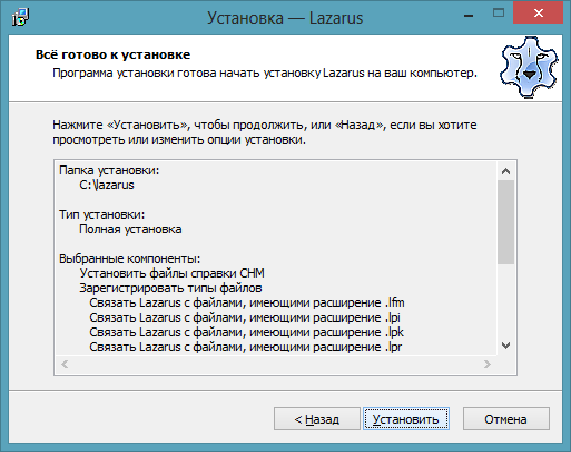 Установка — Lazarus
Всё готово к установке
Программа установки готова начать установку Lazarus на ваш компьютер.
Нажмите «Установить», чтобы продолжить, или «Назад», если вы хотите
просмотреть или изменить опции установки.
Папка установки:
C:\lazarus
Тип установки:
Полная установка
Выбранные компоненты:
Установить файлы справки CHM
Зарегистрировать типы файлов
Связать Lazarus с файлами, имеющими расширение .lfm
Связать Lazarus с файлами, имеющими расширение .lpi
Связать Lazarus с файлами, имеющими расширение .lpk
Связать Lazarus с файлами, имеющими расширение .lpr
< Назад
Установить
Отмена